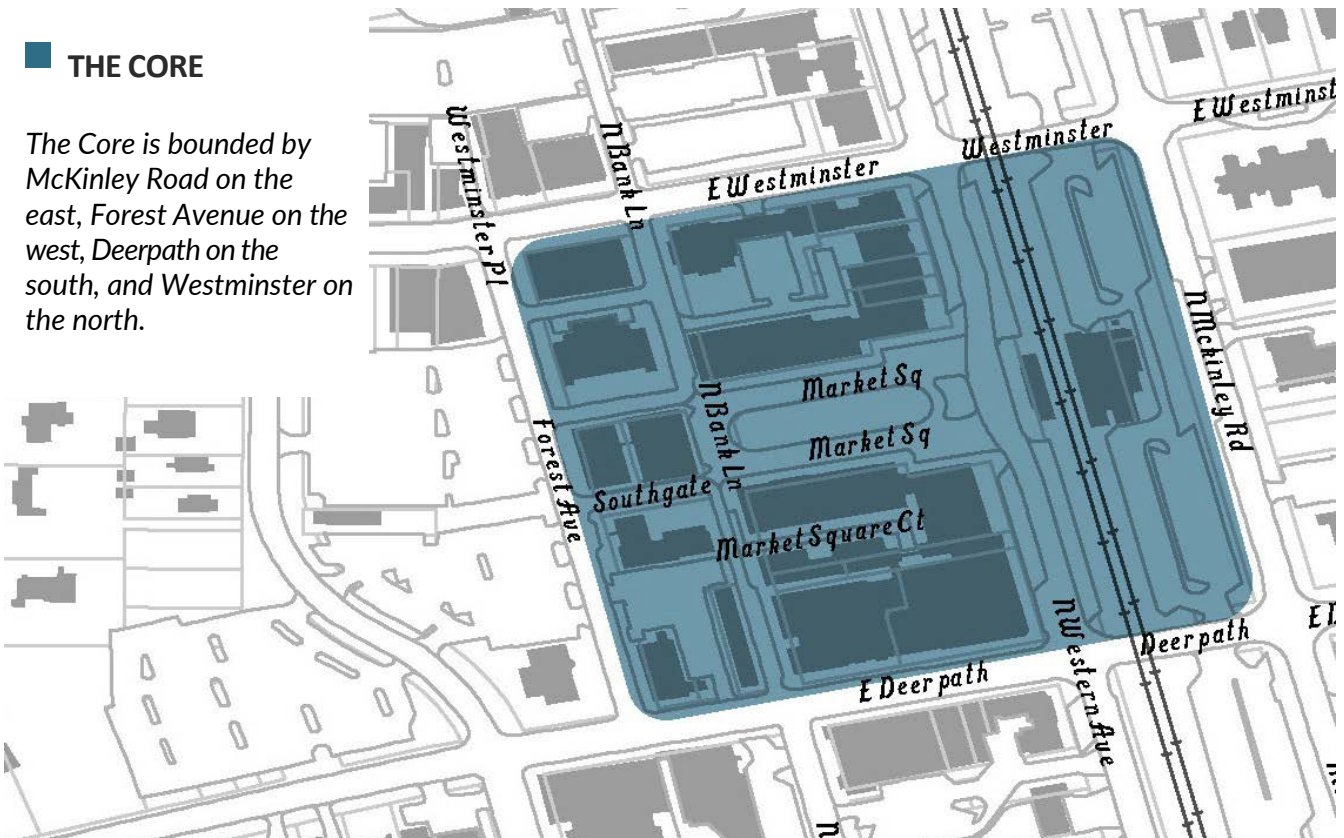 THE CORE
The Core is bounded by
McKinley Road on the
east, Forest Avenue on the
west, Deerpath on the
south, and Westminster on
the north.
E Westminst
Westminster
E Westminster
N Bank Ln
Westminster Pl
N Mckinley Rd
Market Sq
N Bank Ln
Market Sq
Forest Ave
Southgate
Market Square Ct
N Western Ave
Deerpath
E D
E Deerpath
N